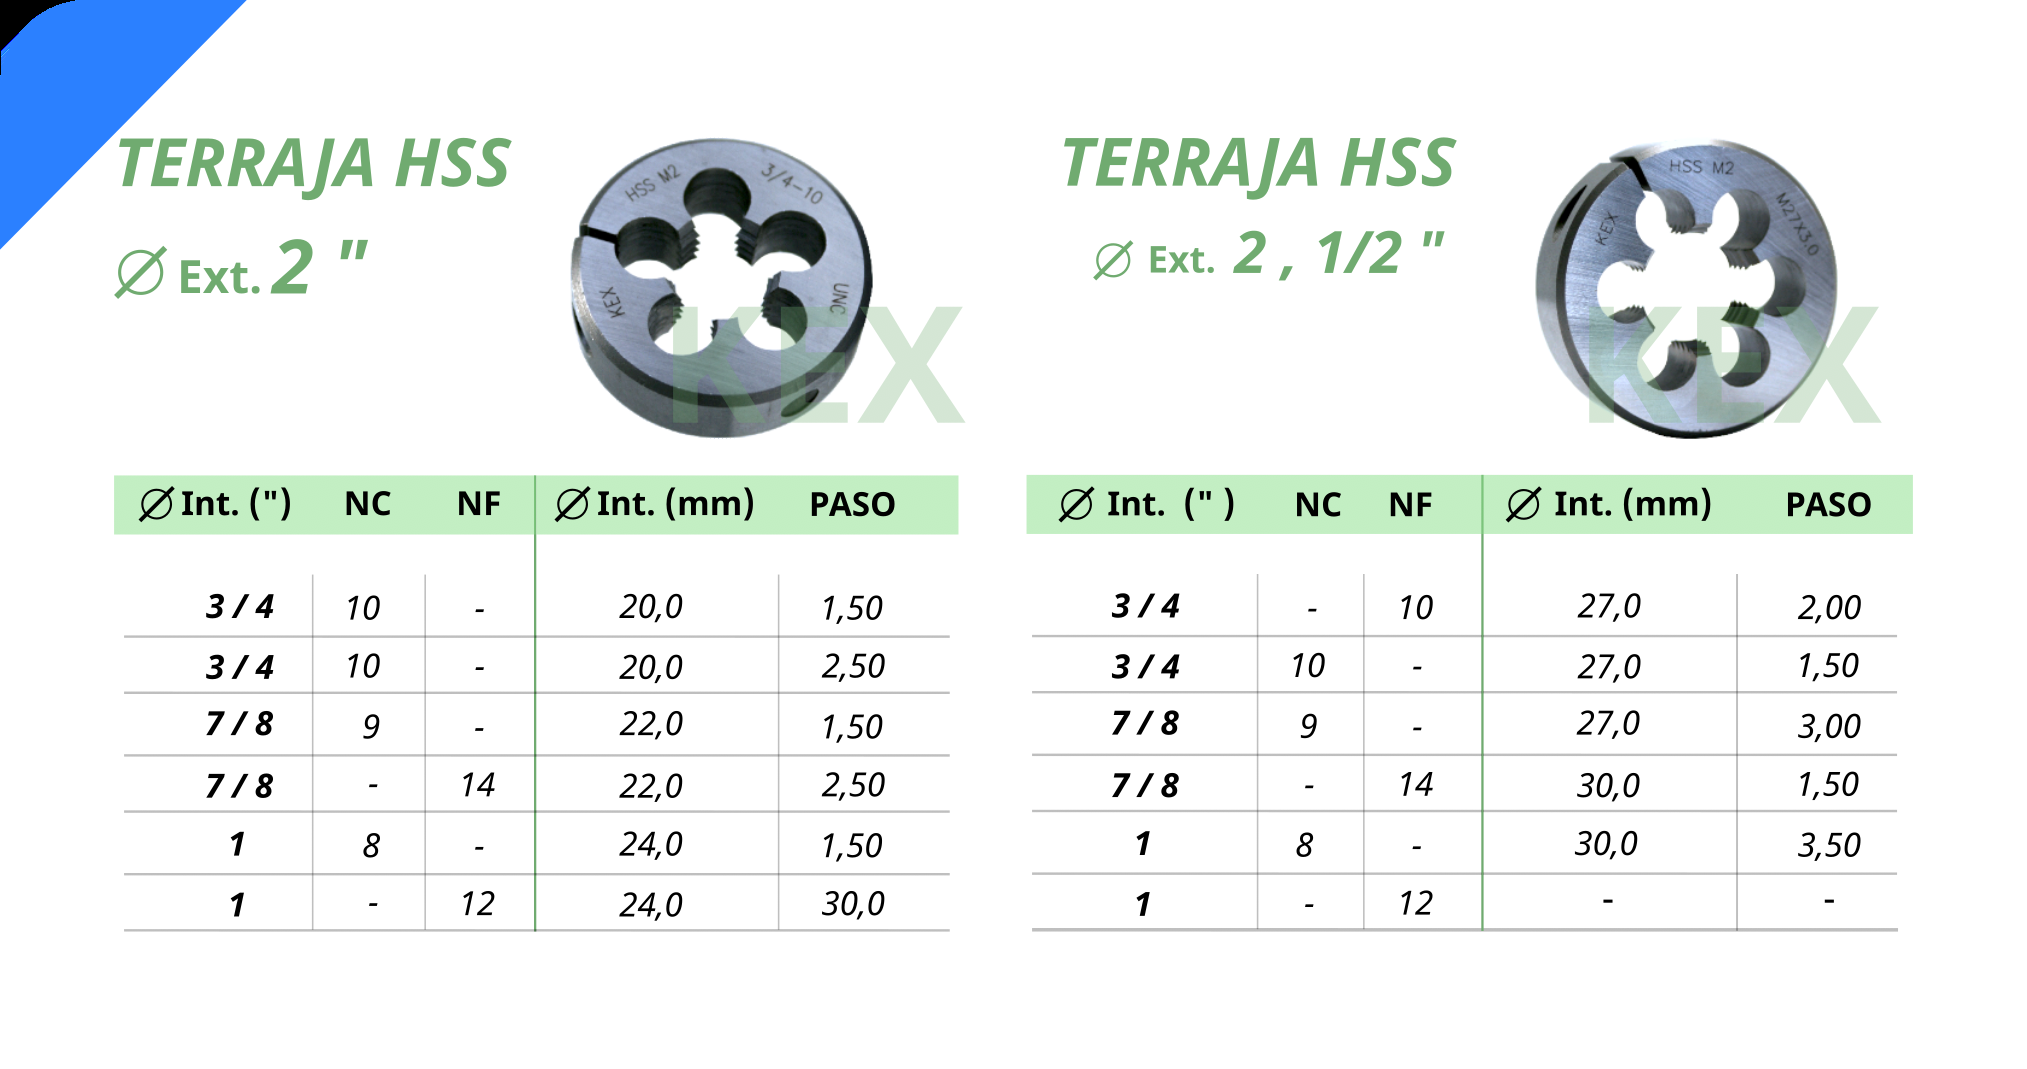 TERRAJA HSS
Ø Ext. 2 "
HSS M2
3/4-10
KEX
UNC
KEX
Ø Int. (") NC NF Ø Int. (mm) PASO
3 / 4 10 - 20,0 1,50
3 / 4 10 - 20,0 2,50
7 / 8 9 - 22,0 1,50
7 / 8 - 14 22,0 2,50
1 8 - 24,0 1,50
1 - 12 24,0 30,0
TERRAJA HSS
Ø Ext. 2 , 1/2 "
HSS M2
M27X3.0
KEX
KEX
Ø Int. (" ) NC NF Ø Int. (mm) PASO
3 / 4 - 10 27,0 2,00
3 / 4 10 - 27,0 1,50
7 / 8 9 - 27,0 3,00
7 / 8 - 14 30,0 1,50
1 8 - 30,0 3,50
1 - 12 - -